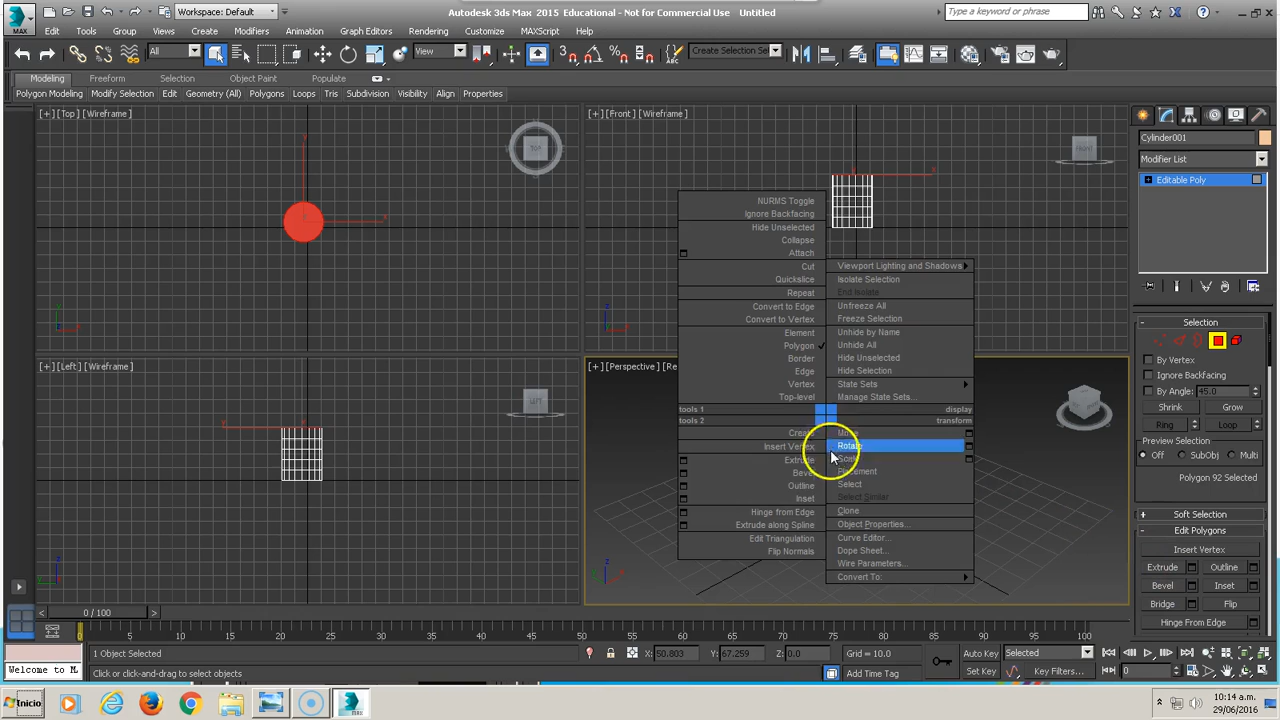 Workspace: Default
Autodesk 3ds Max 2015 Educational - Not for Commercial Use Untitled
Type a keyword or phrase
MAX
Edit Tools Group Views Create Modifiers Animation Graph Editors Rendering Customize MAXScript Help
All
View
Create Selection Se
Modeling Freeform Selection Object Paint Populate
Polygon Modeling Modify Selection Edit Geometry (All) Polygons Loops Tris Subdivision Visibility Align Properties
[+] [Top] [Wireframe]
TOP
[+] [Front] [Wireframe]
FRONT
[+] [Left] [Wireframe]
LEFT
[+] [Perspective] [Re
NURMS Toggle
Ignore Backfacing
Hide Unselected
Collapse
Attach
Cut
Quickslice
Repeat
Convert to Edge
Convert to Vertex
Element
Polygon
Border
Edge
Vertex
Top-level
tools 1
tools 2
Create
Insert Vertex
Extrude
Bevel
Outline
Inset
Hinge from Edge
Extrude along Spline
Edit Triangulation
Flip Normals
Viewport Lighting and Shadows
Isolate Selection
End Isolate
Unfreeze All
Freeze Selection
Unhide by Name
Unhide All
Hide Unselected
Hide Selection
State Sets
Manage State Sets...
display
transform
Move
Rotate
Scale
Placement
Select
Select Similar
Clone
Object Properties...
Curve Editor...
Dope Sheet...
Wire Parameters...
Convert To:
Cylinder001
Modifier List
Editable Poly
Selection
By Vertex
Ignore Backfacing
By Angle: 45.0
Shrink Grow
Ring Loop
Preview Selection
Off SubObj Multi
Polygon 92 Selected
Soft Selection
Edit Polygons
Insert Vertex
Extrude Outline
Bevel Inset
Bridge Flip
Hinge From Edge
0 / 100
0 5 10 15 20 25 30 35 40 45 50 55 60 65 70 75 80 85 90 95 100
1 Object Selected
X: 50.803 Y: 67.259 Z: 0.0 Grid = 10.0
Auto Key Selected
Welcome to M
Click or click-and-drag to select objects
Add Time Tag
Set Key Key Filters... 0
Inicio
10:14 a.m.
29/06/2016